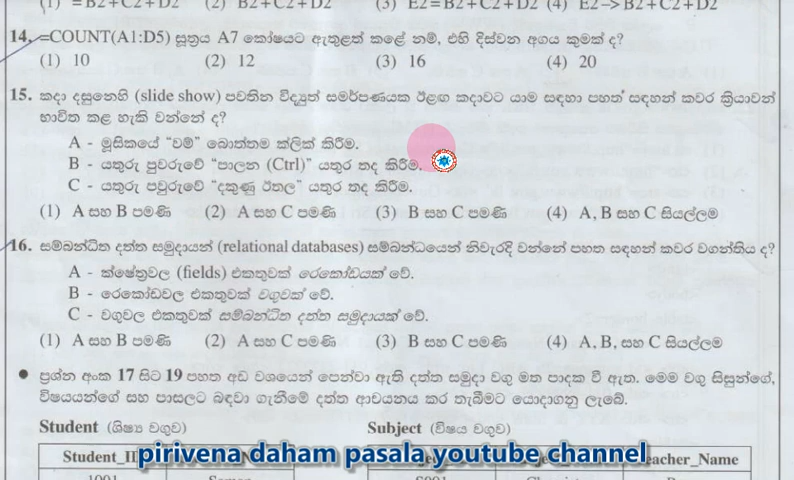 (1) =B2+C2+D2 (2) B2+C2+D2 (3) E2=B2+C2+D2 (4) E2->B2+C2+D2
14. =COUNT(A1:D5) සූත්‍රය A7 කෝෂයට ඇතුළත් කළේ නම්, එහි දිස්වන අගය කුමක් ද?
(1) 10 (2) 12 (3) 16 (4) 20
15. කදා දසුනෙහි (slide show) පවතින විද්‍යුත් සමර්පණයක ඊළඟ කදාවට යාම සඳහා පහත් සඳහන් කවර ක්‍රියාවන්
භාවිත කළ හැකි වන්නේ ද?
A - මූසිකයේ “වම්” බොත්තම ක්ලික් කිරීම.
B - යතුරු පුවරුවේ “පාලන (Ctrl)” යතුර තද කිරීම.
C - යතුරු පුවරුවේ “දකුණු ඊතල” යතුර තද කිරීම.
(1) A සහ B පමණි (2) A සහ C පමණි (3) B සහ C පමණි (4) A, B සහ C සියල්ලම
16. සම්බන්ධිත දත්ත සමුදායන් (relational databases) සම්බන්ධයෙන් නිවැරදි වන්නේ පහත සඳහන් කවර වගන්තිය ද?
A - ක්ෂේත්‍රවල (fields) එකතුවක් රෙකෝඩයක් වේ.
B - රෙකෝඩවල එකතුවක් වගුවක් වේ.
C - වගුවල එකතුවක් සම්බන්ධිත දත්ත සමුදායක් වේ.
(1) A සහ B පමණි (2) A සහ C පමණි (3) B සහ C පමණි (4) A, B, සහ C සියල්ලම
● ප්‍රශ්න අංක 17 සිට 19 පහත අඩ වශයෙන් පෙන්වා ඇති දත්ත සමුදා වගු මත පාදක වී ඇත. මෙම වගු සිසුන්ගේ,
විෂයයන්ගේ සහ පාසලට බඳවා ගැනීමේ දත්ත ආචයනය කර තැබීමට යොදාගනු ලැබේ.
Student (ශිෂ්‍ය වගුව) Subject (විෂය වගුව)
pirivena daham pasala youtube channel